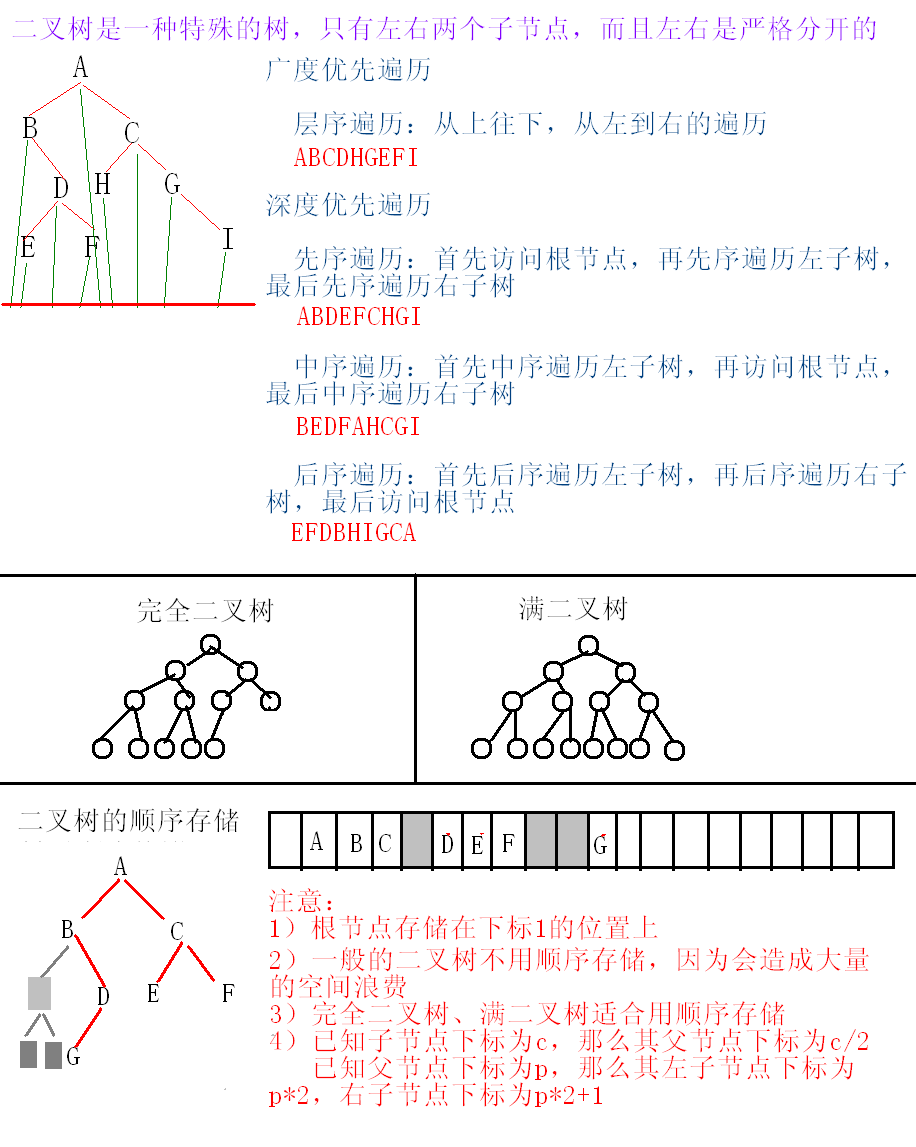 二叉树是一种特殊的树，只有左右两个子节点，而且左右是严格分开的
A
B
C
D
H
G
E
F
I
广度优先遍历
层序遍历：从上往下，从左到右的遍历
ABCDHGEFI
深度优先遍历
先序遍历：首先访问根节点，再先序遍历左子树，
最后先序遍历右子树
ABDEFCHGI
中序遍历：首先中序遍历左子树，再访问根节点，
最后中序遍历右子树
BEDFAHCGI
后序遍历：首先后序遍历左子树，再后序遍历右子
树，最后访问根节点
EFDBHIGCA
完全二叉树
满二叉树
二叉树的顺序存储
A B C D E F G
A
B
C
D
E
F
G
注意：
1）根节点存储在下标1的位置上
2）一般的二叉树不用顺序存储，因为会造成大量
的空间浪费
3）完全二叉树、满二叉树适合用顺序存储
4）已知子节点下标为c，那么其父节点下标为c/2
已知父节点下标为p，那么其左子节点下标为
p*2，右子节点下标为p*2+1